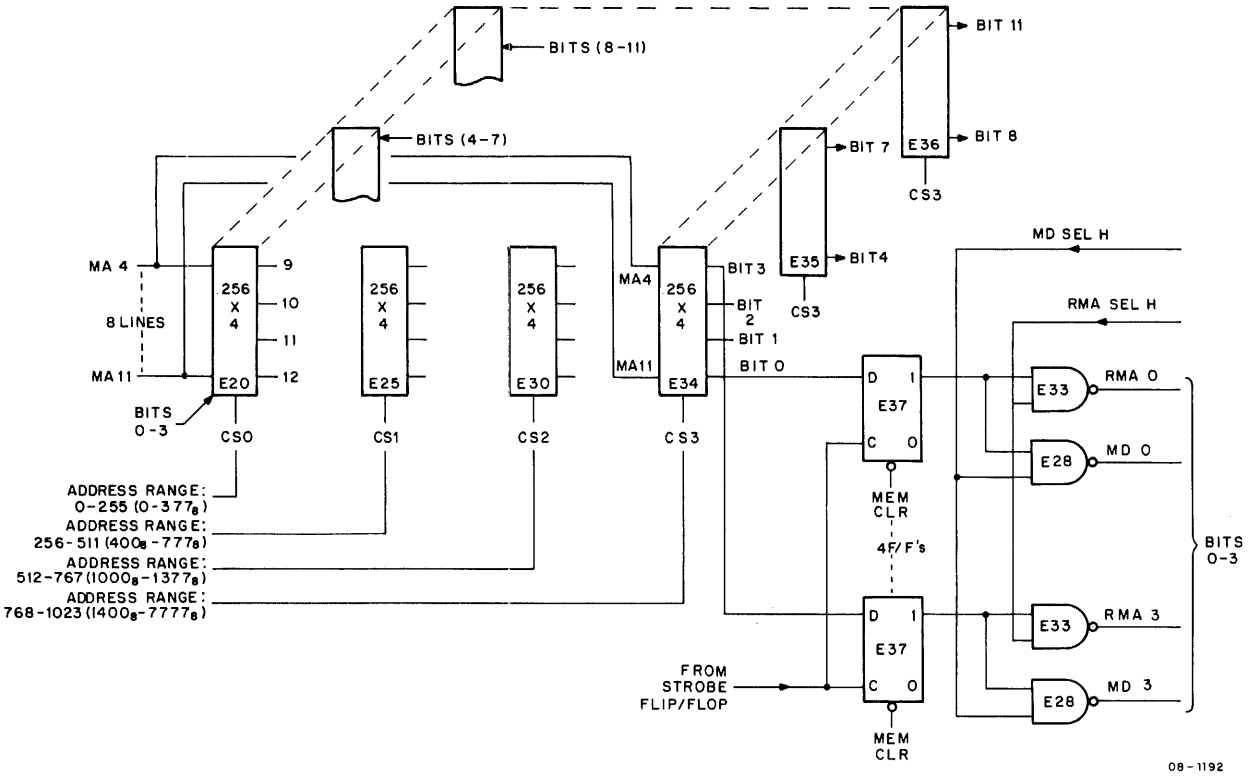 BITS (8-11)
BIT 11
BITS (4-7)
BIT 7
E36
BIT 8
CS3
MA 4
8 LINES
MA11
256
X
4
E20
9
10
11
12
BITS
0-3
CS0
256
X
4
E25
CS1
256
X
4
E30
CS2
MA4
MA11
256
X
4
E34
CS3
BIT3
BIT
2
BIT 1
BIT 0
E35
BIT4
CS3
MD SEL H
RMA SEL H
D
1
E37
C
0
MEM
CLR
4F/F's
E33
RMA 0
E28
MD 0
ADDRESS RANGE:
0-255 (0-377₈)
ADDRESS RANGE:
256-511 (400₈-777₈)
ADDRESS RANGE:
512-767 (1000₈-1377₈)
ADDRESS RANGE:
768-1023 (1400₈-7777₈)
BITS
0-3
D
1
E37
C
0
MEM
CLR
FROM
STROBE
FLIP/FLOP
E33
RMA 3
E28
MD 3
08-1192